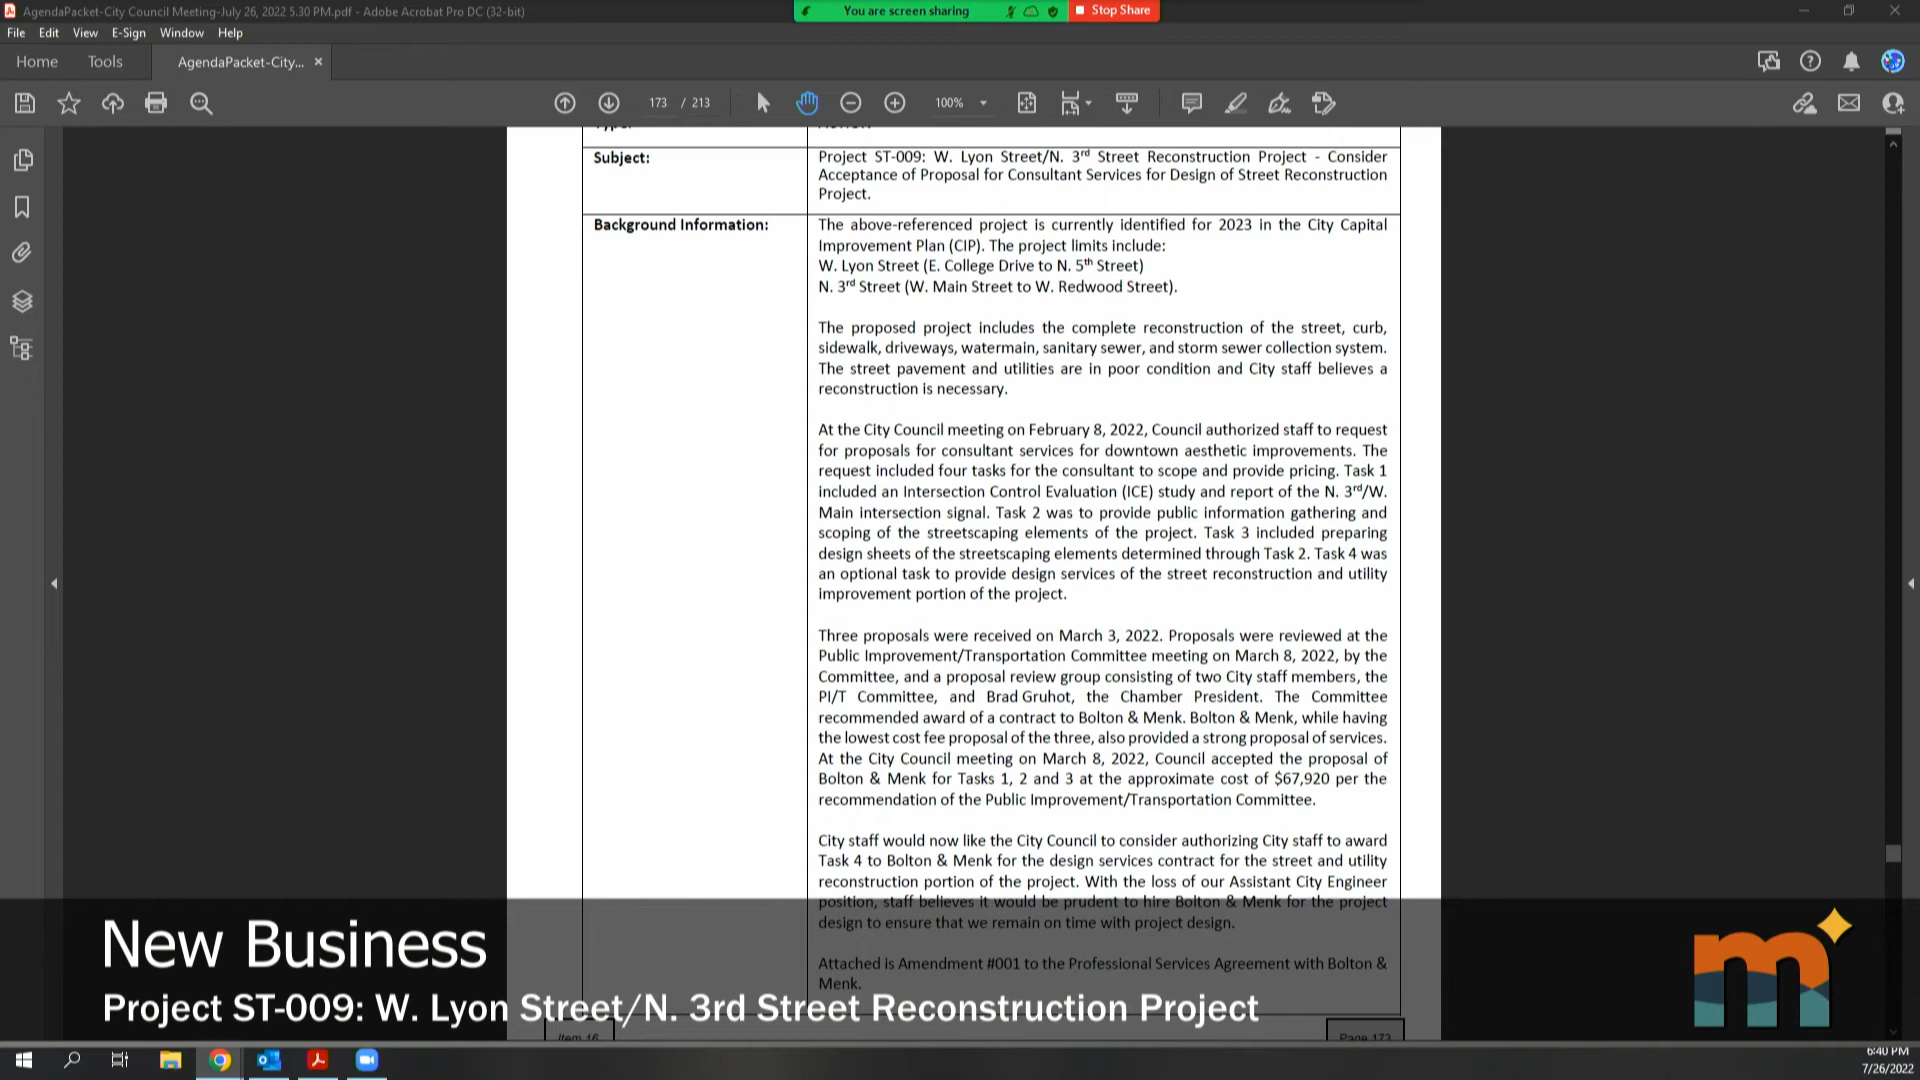 AgendaPacket-City Council Meeting-July 26, 2022 5.30 PM.pdf - Adobe Acrobat Pro DC (32-bit)
You are screen sharing
Stop Share
File Edit View E-Sign Window Help
Home Tools AgendaPacket-City... ×
173 / 213 100%
Subject: Project ST-009: W. Lyon Street/N. 3rd Street Reconstruction Project - Consider
Acceptance of Proposal for Consultant Services for Design of Street Reconstruction
Project.
Background Information: The above-referenced project is currently identified for 2023 in the City Capital
Improvement Plan (CIP). The project limits include:
W. Lyon Street (E. College Drive to N. 5th Street)
N. 3rd Street (W. Main Street to W. Redwood Street).
The proposed project includes the complete reconstruction of the street, curb,
sidewalk, driveways, watermain, sanitary sewer, and storm sewer collection system.
The street pavement and utilities are in poor condition and City staff believes a
reconstruction is necessary.
At the City Council meeting on February 8, 2022, Council authorized staff to request
for proposals for consultant services for downtown aesthetic improvements. The
request included four tasks for the consultant to scope and provide pricing. Task 1
included an Intersection Control Evaluation (ICE) study and report of the N. 3rd/W.
Main intersection signal. Task 2 was to provide public information gathering and
scoping of the streetscaping elements of the project. Task 3 included preparing
design sheets of the streetscaping elements determined through Task 2. Task 4 was
an optional task to provide design services of the street reconstruction and utility
improvement portion of the project.
Three proposals were received on March 3, 2022. Proposals were reviewed at the
Public Improvement/Transportation Committee meeting on March 8, 2022, by the
Committee, and a proposal review group consisting of two City staff members, the
PI/T Committee, and Brad Gruhot, the Chamber President. The Committee
recommended award of a contract to Bolton & Menk. Bolton & Menk, while having
the lowest cost fee proposal of the three, also provided a strong proposal of services.
At the City Council meeting on March 8, 2022, Council accepted the proposal of
Bolton & Menk for Tasks 1, 2 and 3 at the approximate cost of $67,920 per the
recommendation of the Public Improvement/Transportation Committee.
City staff would now like the City Council to consider authorizing City staff to award
Task 4 to Bolton & Menk for the design services contract for the street and utility
reconstruction portion of the project. With the loss of our Assistant City Engineer
position, staff believes it would be prudent to hire Bolton & Menk for the project
design to ensure that we remain on time with project design.
Attached is Amendment #001 to the Professional Services Agreement with Bolton &
Menk.
Item 16 Page 173
New Business
Project ST-009: W. Lyon Street/N. 3rd Street Reconstruction Project
m
6:40 PM
7/26/2022